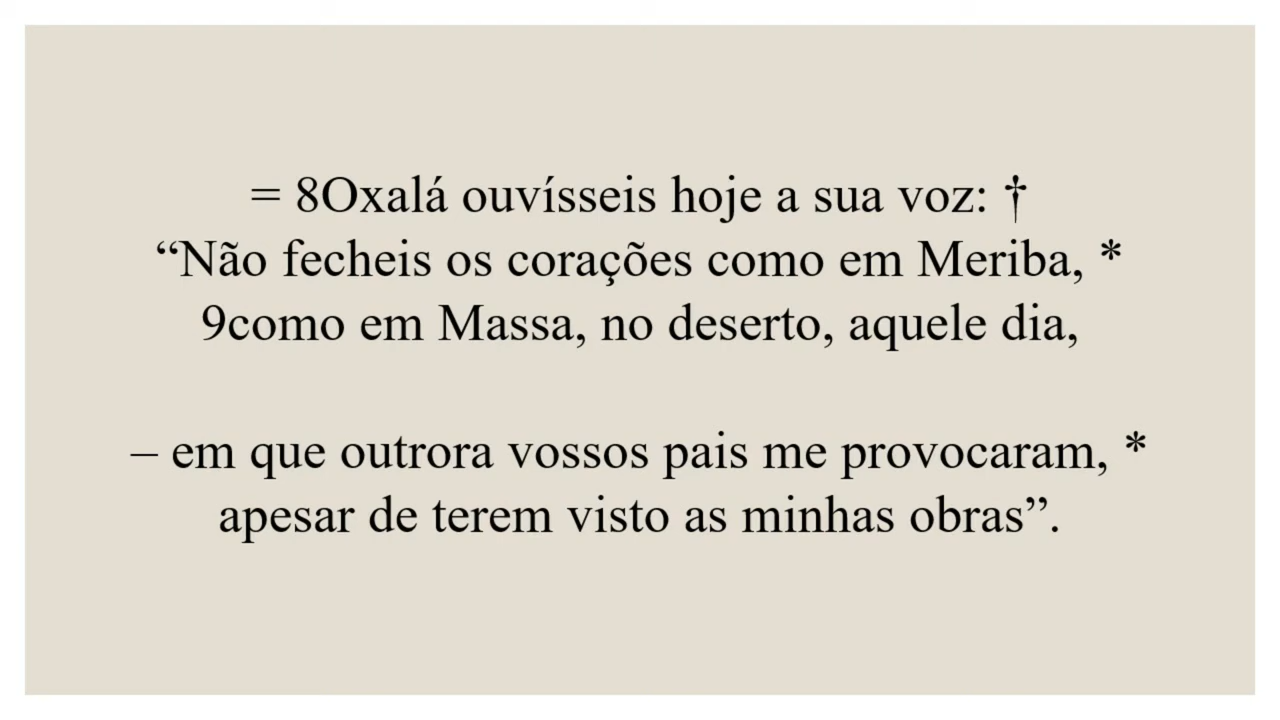 = 8Oxalá ouvísseis hoje a sua voz: †
“Não fecheis os corações como em Meriba, *
9como em Massa, no deserto, aquele dia,
– em que outrora vossos pais me provocaram, *
apesar de terem visto as minhas obras”.